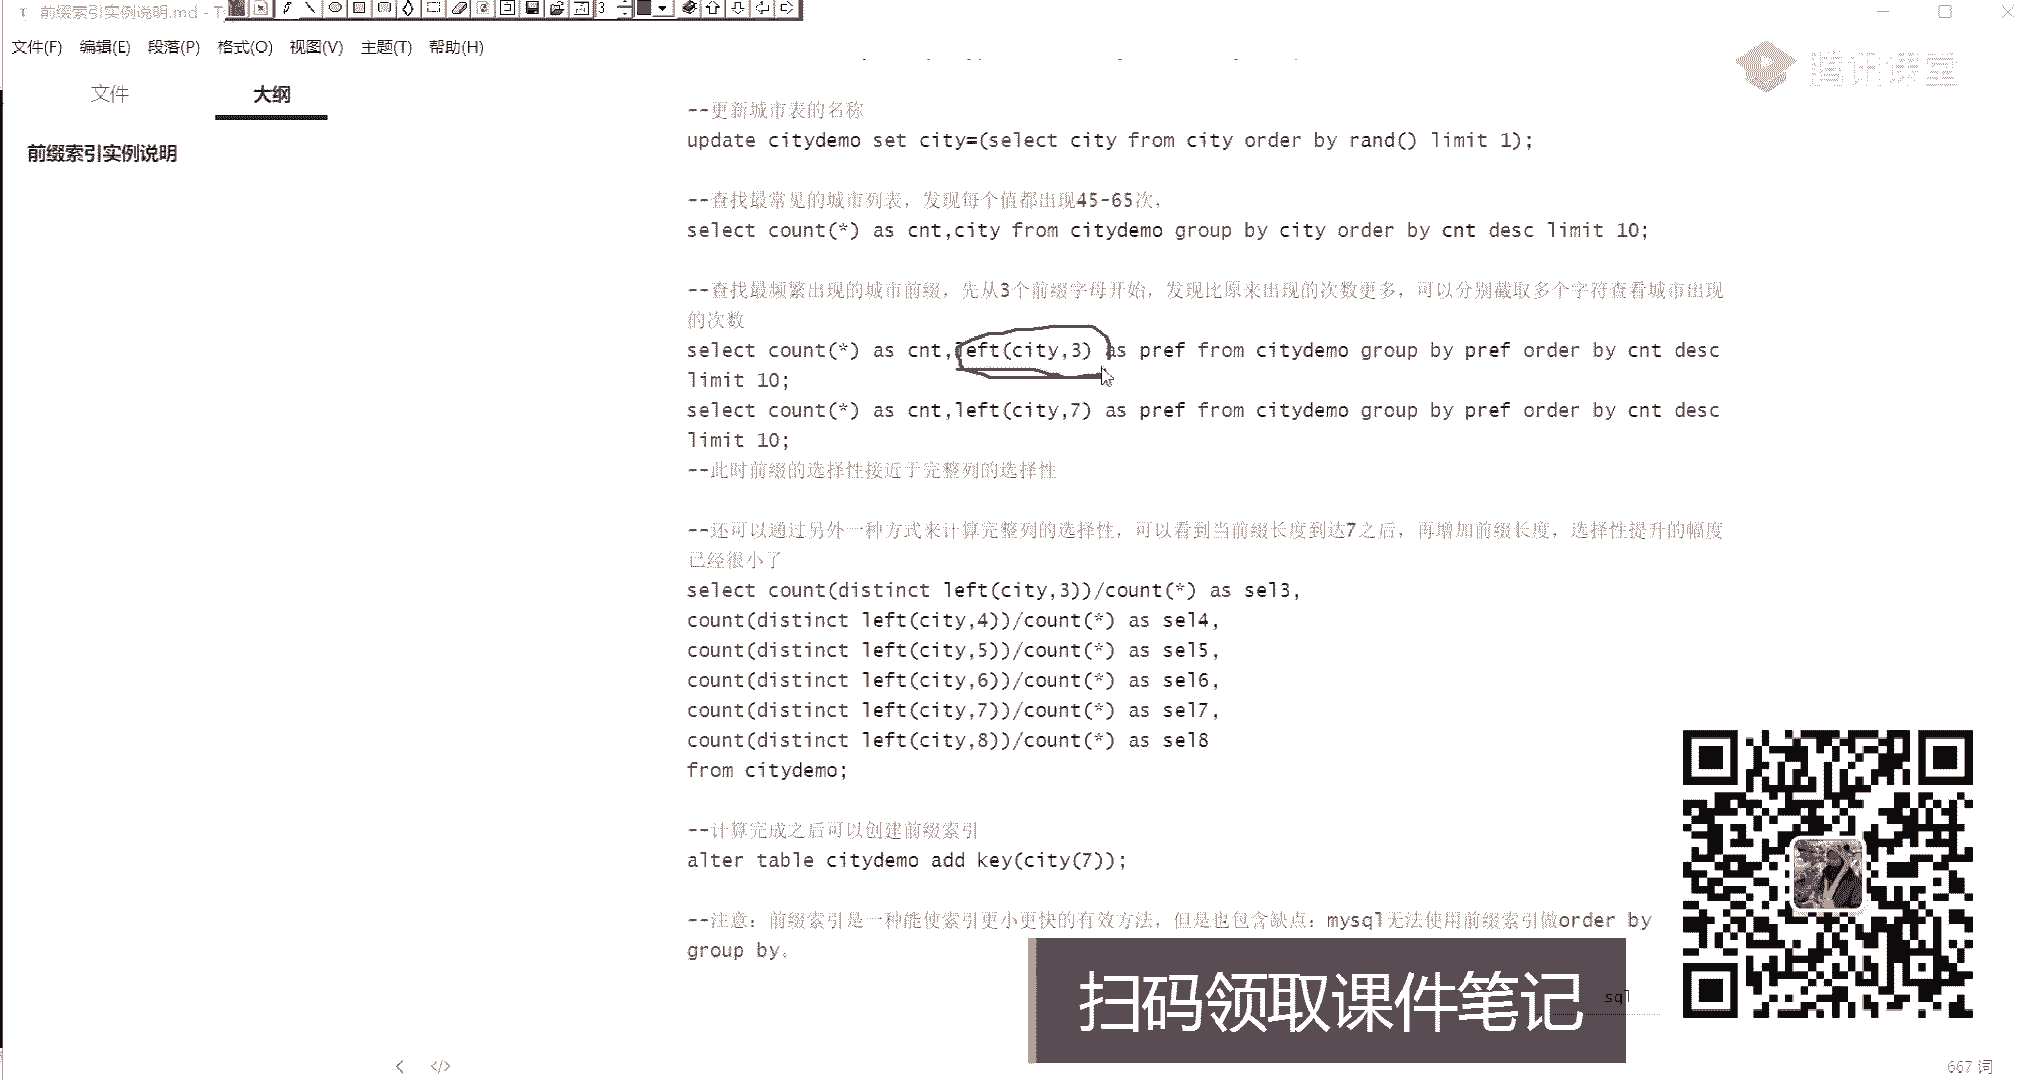 前缀索引实例说明.md - T
3
文件(F) 编辑(E) 段落(P) 格式(O) 视图(V) 主题(T) 帮助(H)
腾讯课堂
文件 大纲
前缀索引实例说明
--更新城市表的名称
update citydemo set city=(select city from city order by rand() limit 1);
--查找最常见的城市列表，发现每个值都出现45-65次，
select count(*) as cnt,city from citydemo group by city order by cnt desc limit 10;
--查找最频繁出现的城市前缀，先从3个前缀字母开始，发现比原来出现的次数更多，可以分别截取多个字符查看城市出现
的次数
select count(*) as cnt,left(city,3) as pref from citydemo group by pref order by cnt desc
limit 10;
select count(*) as cnt,left(city,7) as pref from citydemo group by pref order by cnt desc
limit 10;
--此时前缀的选择性接近于完整列的选择性
--还可以通过另外一种方式来计算完整列的选择性，可以看到当前缀长度到达7之后，再增加前缀长度，选择性提升的幅度
已经很小了
select count(distinct left(city,3))/count(*) as sel3,
count(distinct left(city,4))/count(*) as sel4,
count(distinct left(city,5))/count(*) as sel5,
count(distinct left(city,6))/count(*) as sel6,
count(distinct left(city,7))/count(*) as sel7,
count(distinct left(city,8))/count(*) as sel8
from citydemo;
--计算完成之后可以创建前缀索引
alter table citydemo add key(city(7));
--注意：前缀索引是一种能使索引更小更快的有效方法，但是也包含缺点：mysql无法使用前缀索引做order by
group by。
扫码领取课件笔记
sql
667 词